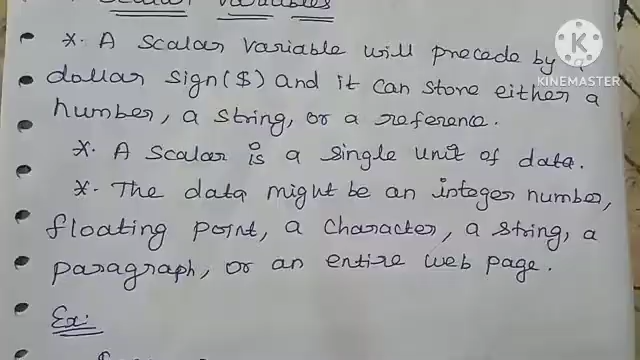 Scalar Variables
*. A scalar variable will precede by
dollar sign($) and it can store either a
number, a string, or a reference.
*. A scalar is a single unit of data.
*. The data might be an integer number,
floating point, a character, a string, a
paragraph, or an entire web page.
Ex:
KINEMASTER